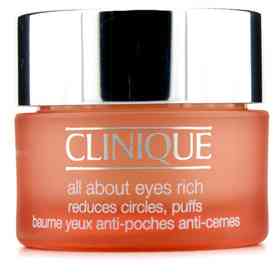 CLINIQUE
all about eyes rich
reduces circles, puffs
baume yeux anti-poches anti-cernes